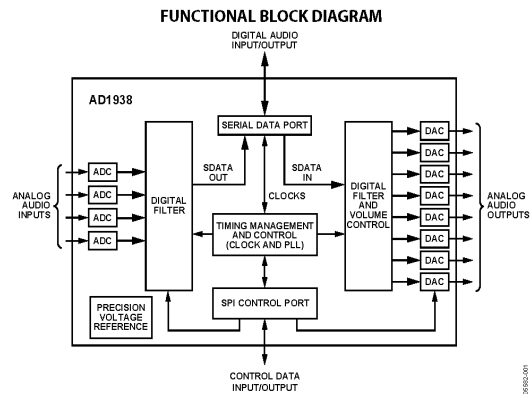 FUNCTIONAL BLOCK DIAGRAM
DIGITAL AUDIO
INPUT/OUTPUT
AD1938
SERIAL DATA PORT
SDATA
OUT
SDATA
IN
CLOCKS
ANALOG
AUDIO
INPUTS
ADC
ADC
ADC
ADC
DIGITAL
FILTER
TIMING MANAGEMENT
AND CONTROL
(CLOCK AND PLL)
DIGITAL
FILTER
AND
VOLUME
CONTROL
DAC
DAC
DAC
DAC
DAC
DAC
DAC
DAC
ANALOG
AUDIO
OUTPUTS
PRECISION
VOLTAGE
REFERENCE
SPI CONTROL PORT
CONTROL DATA
INPUT/OUTPUT
05582-001